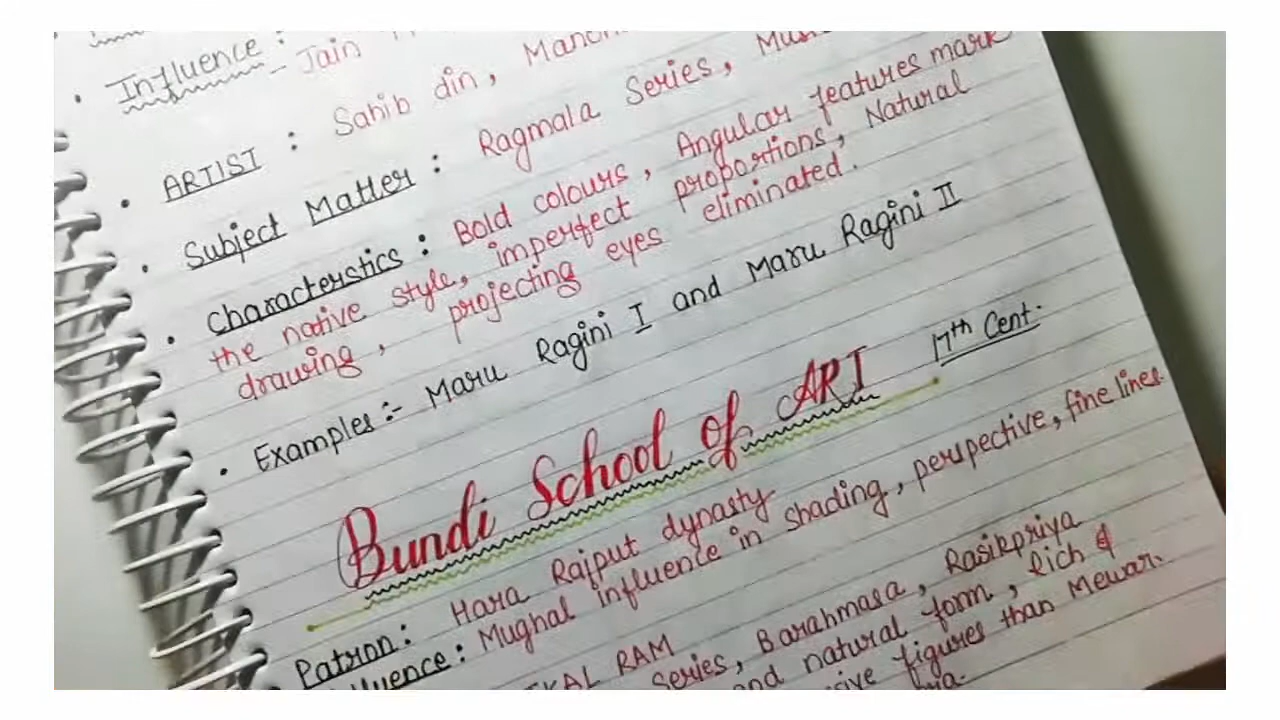 • Influence :- Jain
• ARTIST : Sahib din,
• Subject Matter : Ragmala Series,
• Characterstics : Bold colours, Angular features mark
the native style, imperfect proportions, Natural
drawing, projecting eyes eliminated.
• Examples :- Maru Ragini I and Maru Ragini II
Bundi School of ART 17th Cent.
Patron : Hara Rajput dynasty
Mughal influence in shading, perspective, fine lines.
RAM
Series, Barahmasa, Rasikpriya
and natural form, rich &
figures than Mewar.